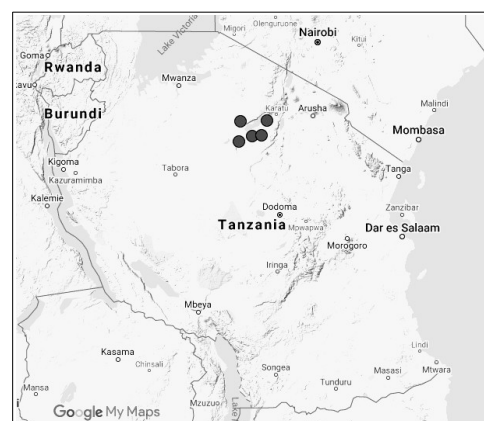 Lake Victoria
Olenguruone
Migori
Nairobi
Kitui
Goma
Rwanda
Mwanza
Karatu
Arusha
Malindi
Burundi
Mombasa
Kigoma
Kazuramimba
Tabora
Tanga
Kalemie
Dodoma
Zanzibar
Tanzania
Mpwapwa
Dar es Salaam
Morogoro
Iringa
Mbeya
Lindi
Kasama
Chinsali
Songea
Masasi
Mtwara
Mansa
Tunduru
Google My Maps
Mzuzu